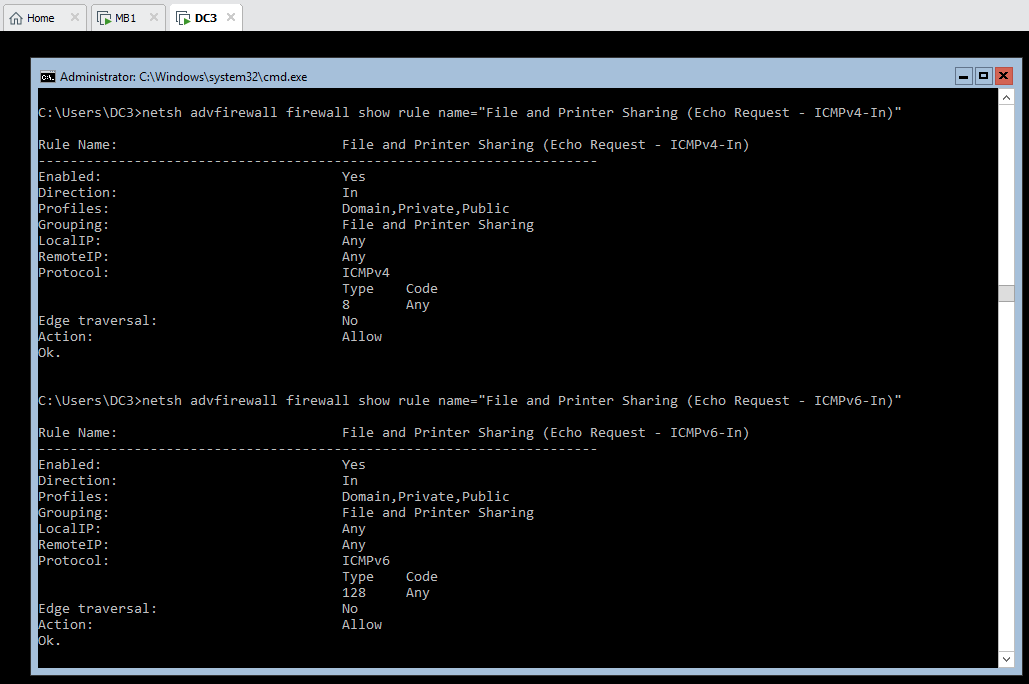 Home MB1 DC3
Administrator: C:\Windows\system32\cmd.exe
C:\Users\DC3>netsh advfirewall firewall show rule name="File and Printer Sharing (Echo Request - ICMPv4-In)"
Rule Name: File and Printer Sharing (Echo Request - ICMPv4-In)
----------------------------------------------------------------------
Enabled: Yes
Direction: In
Profiles: Domain,Private,Public
Grouping: File and Printer Sharing
LocalIP: Any
RemoteIP: Any
Protocol: ICMPv4
Type Code
8 Any
Edge traversal: No
Action: Allow
Ok.
C:\Users\DC3>netsh advfirewall firewall show rule name="File and Printer Sharing (Echo Request - ICMPv6-In)"
Rule Name: File and Printer Sharing (Echo Request - ICMPv6-In)
----------------------------------------------------------------------
Enabled: Yes
Direction: In
Profiles: Domain,Private,Public
Grouping: File and Printer Sharing
LocalIP: Any
RemoteIP: Any
Protocol: ICMPv6
Type Code
128 Any
Edge traversal: No
Action: Allow
Ok.